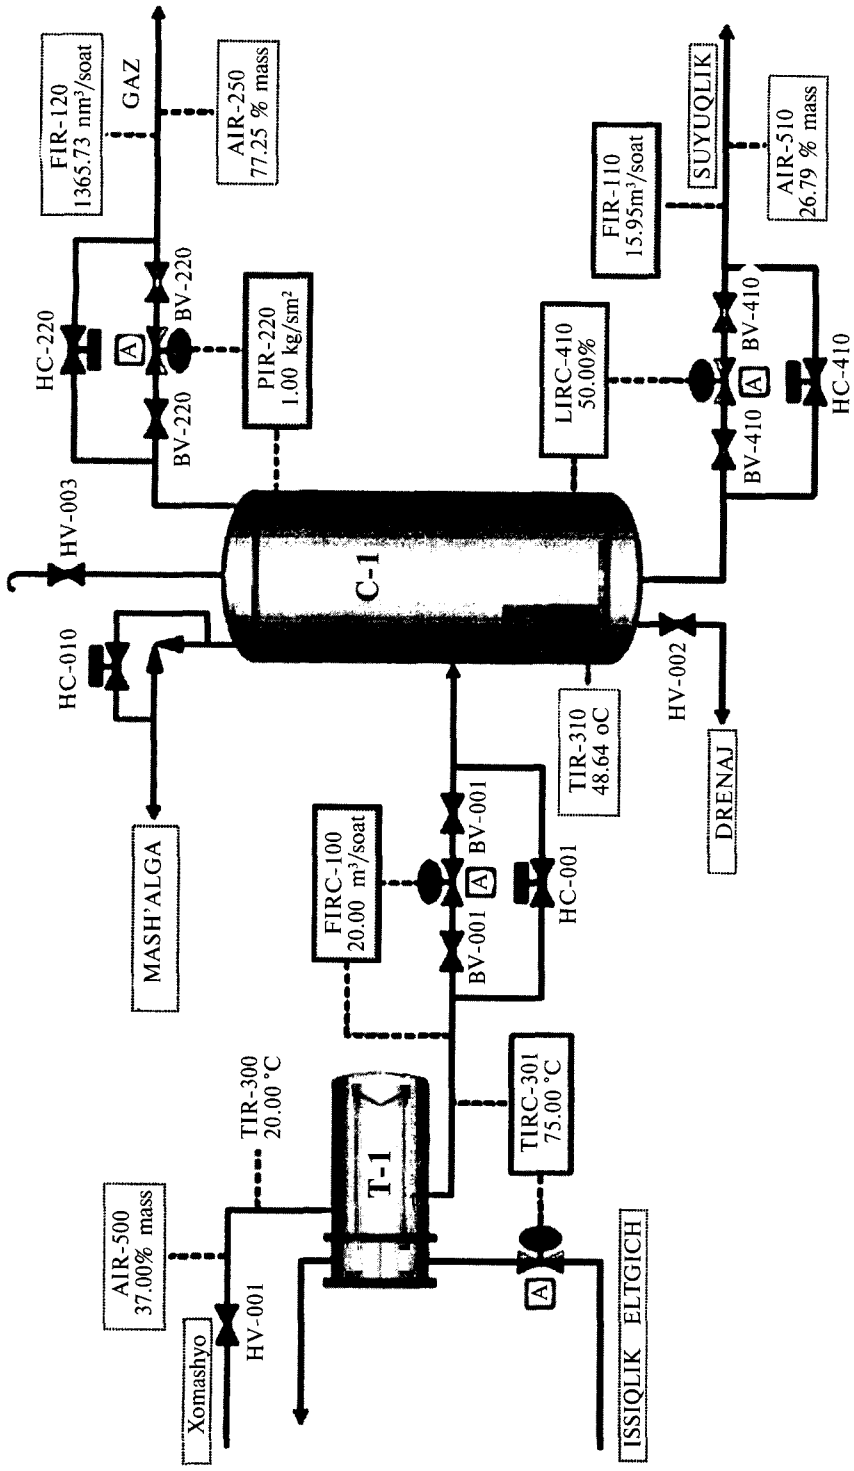 Xomashyo
HV-001
AIR-500
37.00% mass
TIR-300
20.00 °C
T-1
ISSIQLIK ELTGICH
A
TIRC-301
75.00 °C
FIRC-100
20.00 m³/soat
BV-001
A
BV-001
HC-001
MASH'ALGA
HC-010
HV-003
C-1
TIR-310
48.64 oC
DRENAJ
HV-002
PIR-220
1.00 kg/sm²
BV-220
A
BV-220
HC-220
FIR-120
1365.73 nm³/soat
GAZ
AIR-250
77.25 % mass
LIRC-410
50.00%
BV-410
A
BV-410
HC-410
FIR-110
15.95m³/soat
SUYUQLIK
AIR-510
26.79 % mass